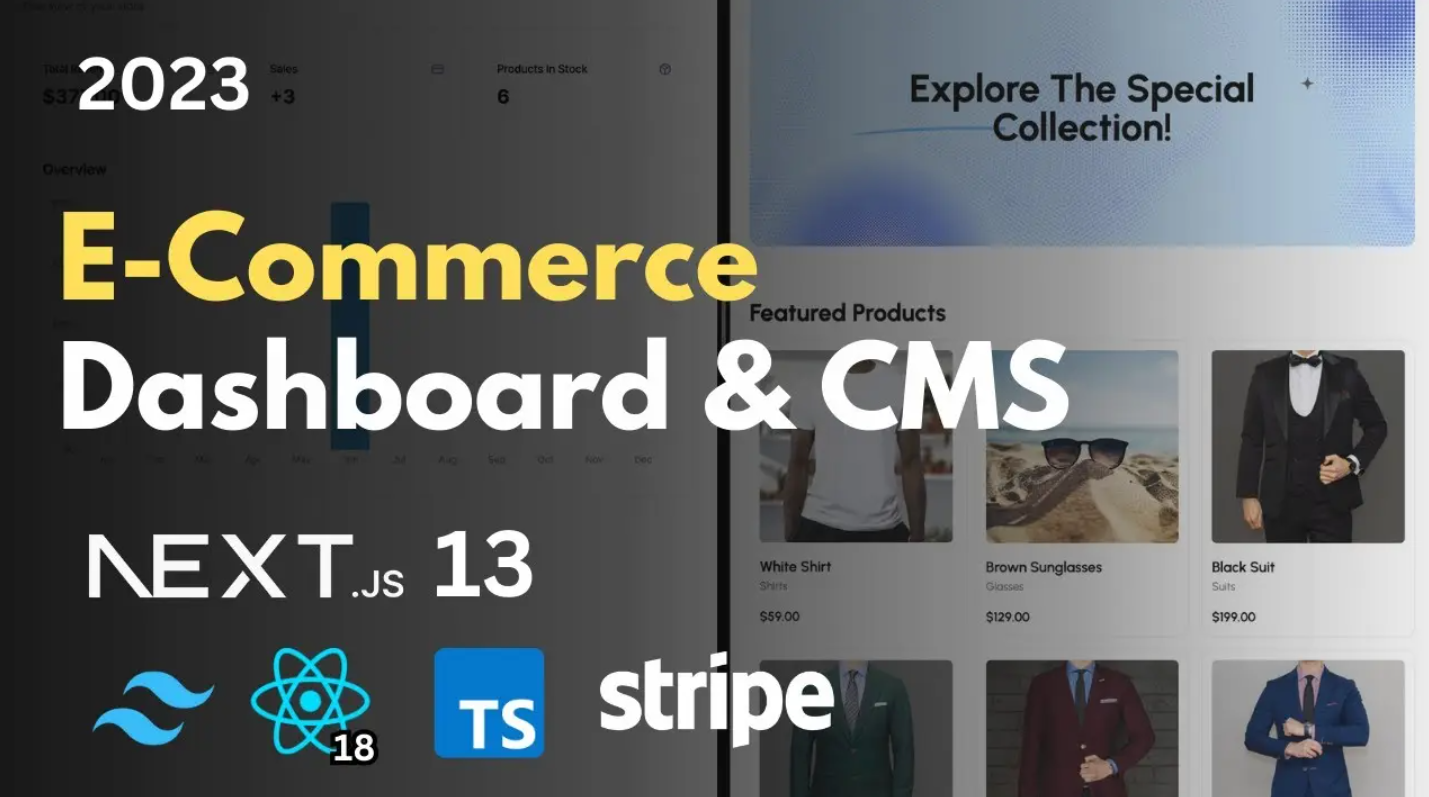 2023
Sales
Products in Stock
+3
6
Overview
E-Commerce
Dashboard & CMS
NEXT.JS 13
18
TS
stripe
Explore The Special
Collection!
Featured Products
White Shirt
Shirts
$59.00
Brown Sunglasses
Glasses
$129.00
Black Suit
Suits
$199.00